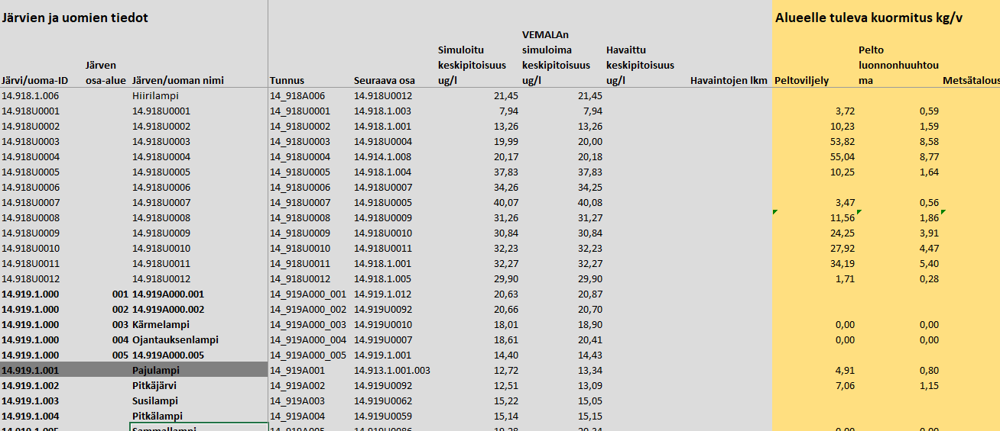 Järvien ja uomien tiedot Alueelle tuleva kuormitus kg/v
VEMALAn
Simuloitu simuloima Havaittu Pelto
Järven keskipitoisuus keskipitoisuus keskipitoisuus luonnonhuuhtou
Järvi/uoma-ID osa-alue Järven/uoman nimi Tunnus Seuraava osa ug/l ug/l ug/l Havaintojen lkm Peltoviljely ma Metsätalous
14.918.1.006 Hiirilampi 14_918A006 14.918U0012 21,45 21,45
14.918U0001 14.918U0001 14_918U0001 14.918.1.003 7,94 7,94 3,72 0,59
14.918U0002 14.918U0002 14_918U0002 14.918.1.001 13,26 13,26 10,23 1,59
14.918U0003 14.918U0003 14_918U0003 14.918U0004 19,99 20,00 53,82 8,58
14.918U0004 14.918U0004 14_918U0004 14.914.1.008 20,17 20,18 55,04 8,77
14.918U0005 14.918U0005 14_918U0005 14.918.1.004 37,83 37,83 10,25 1,64
14.918U0006 14.918U0006 14_918U0006 14.918U0007 34,26 34,25
14.918U0007 14.918U0007 14_918U0007 14.918U0005 40,07 40,08 3,47 0,56
14.918U0008 14.918U0008 14_918U0008 14.918U0009 31,26 31,27 11,56 1,86
14.918U0009 14.918U0009 14_918U0009 14.918U0010 30,84 30,84 24,25 3,91
14.918U0010 14.918U0010 14_918U0010 14.918U0011 32,23 32,23 27,92 4,47
14.918U0011 14.918U0011 14_918U0011 14.918.1.001 32,27 32,27 34,19 5,40
14.918U0012 14.918U0012 14_918U0012 14.918.1.005 29,90 29,90 1,71 0,28
14.919.1.000 001 14.919A000.001 14_919A000_001 14.919.1.012 20,63 20,87
14.919.1.000 002 14.919A000.002 14_919A000_002 14.919U0092 20,66 20,70
14.919.1.000 003 Kärmelampi 14_919A000_003 14.919U0010 18,01 18,90 0,00 0,00
14.919.1.000 004 Ojantauksenlampi 14_919A000_004 14.919U0007 18,61 20,41 0,00 0,00
14.919.1.000 005 14.919A000.005 14_919A000_005 14.919.1.001 14,40 14,43
14.919.1.001 Pajulampi 14_919A001 14.913.1.001.003 12,72 13,34 4,91 0,80
14.919.1.002 Pitkäjärvi 14_919A002 14.919U0092 12,51 13,09 7,06 1,15
14.919.1.003 Susilampi 14_919A003 14.919U0062 15,22 15,05
14.919.1.004 Pitkälampi 14_919A004 14.919U0059 15,14 15,15
14.919.1.005 Sammallampi 14_919A005 14.919U0086 19,28 20,34 0,00 0,00